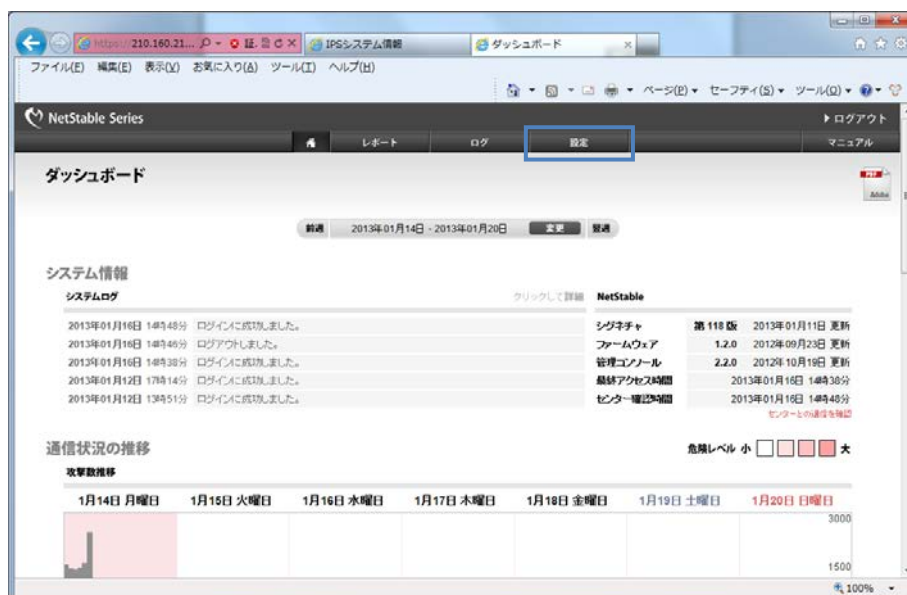 https://210.160.21... IPSシステム情報 ダッシュボード
ファイル(F) 編集(E) 表示(V) お気に入り(A) ツール(T) ヘルプ(H)
ページ(P) セーフティ(S) ツール(O)
NetStable Series ログアウト
レポート ログ 設定 マニュアル
ダッシュボード
PDF
Adobe
前週 2013年01月14日 - 2013年01月20日 変更 翌週
システム情報
システムログ クリックして詳細 NetStable
2013年01月16日 14時48分 ログインに成功しました。 シグネチャ 第 118 版 2013年01月11日 更新
2013年01月16日 14時46分 ログアウトしました。 ファームウェア 1.2.0 2012年09月23日 更新
2013年01月16日 14時38分 ログインに成功しました。 管理コンソール 2.2.0 2012年10月19日 更新
2013年01月12日 17時14分 ログインに成功しました。 最終アクセス時間 2013年01月16日 14時38分
2013年01月12日 13時51分 ログインに成功しました。 センター確認時間 2013年01月16日 14時48分
センターとの通信を確認
通信状況の推移 危険レベル 小 大
攻撃数推移
1月14日 月曜日 1月15日 火曜日 1月16日 水曜日 1月17日 木曜日 1月18日 金曜日 1月19日 土曜日 1月20日 日曜日
3000
1500
100%